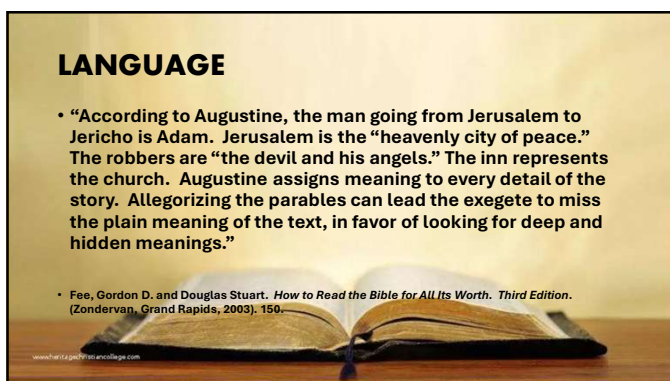 LANGUAGE
• “According to Augustine, the man going from Jerusalem to
Jericho is Adam.  Jerusalem is the “heavenly city of peace.”
The robbers are “the devil and his angels.” The inn represents
the church.  Augustine assigns meaning to every detail of the
story.  Allegorizing the parables can lead the exegete to miss
the plain meaning of the text, in favor of looking for deep and
hidden meanings.”
• Fee, Gordon D. and Douglas Stuart.  How to Read the Bible for All Its Worth.  Third Edition.
(Zondervan, Grand Rapids, 2003). 150.
www.heritagechristiancollege.com